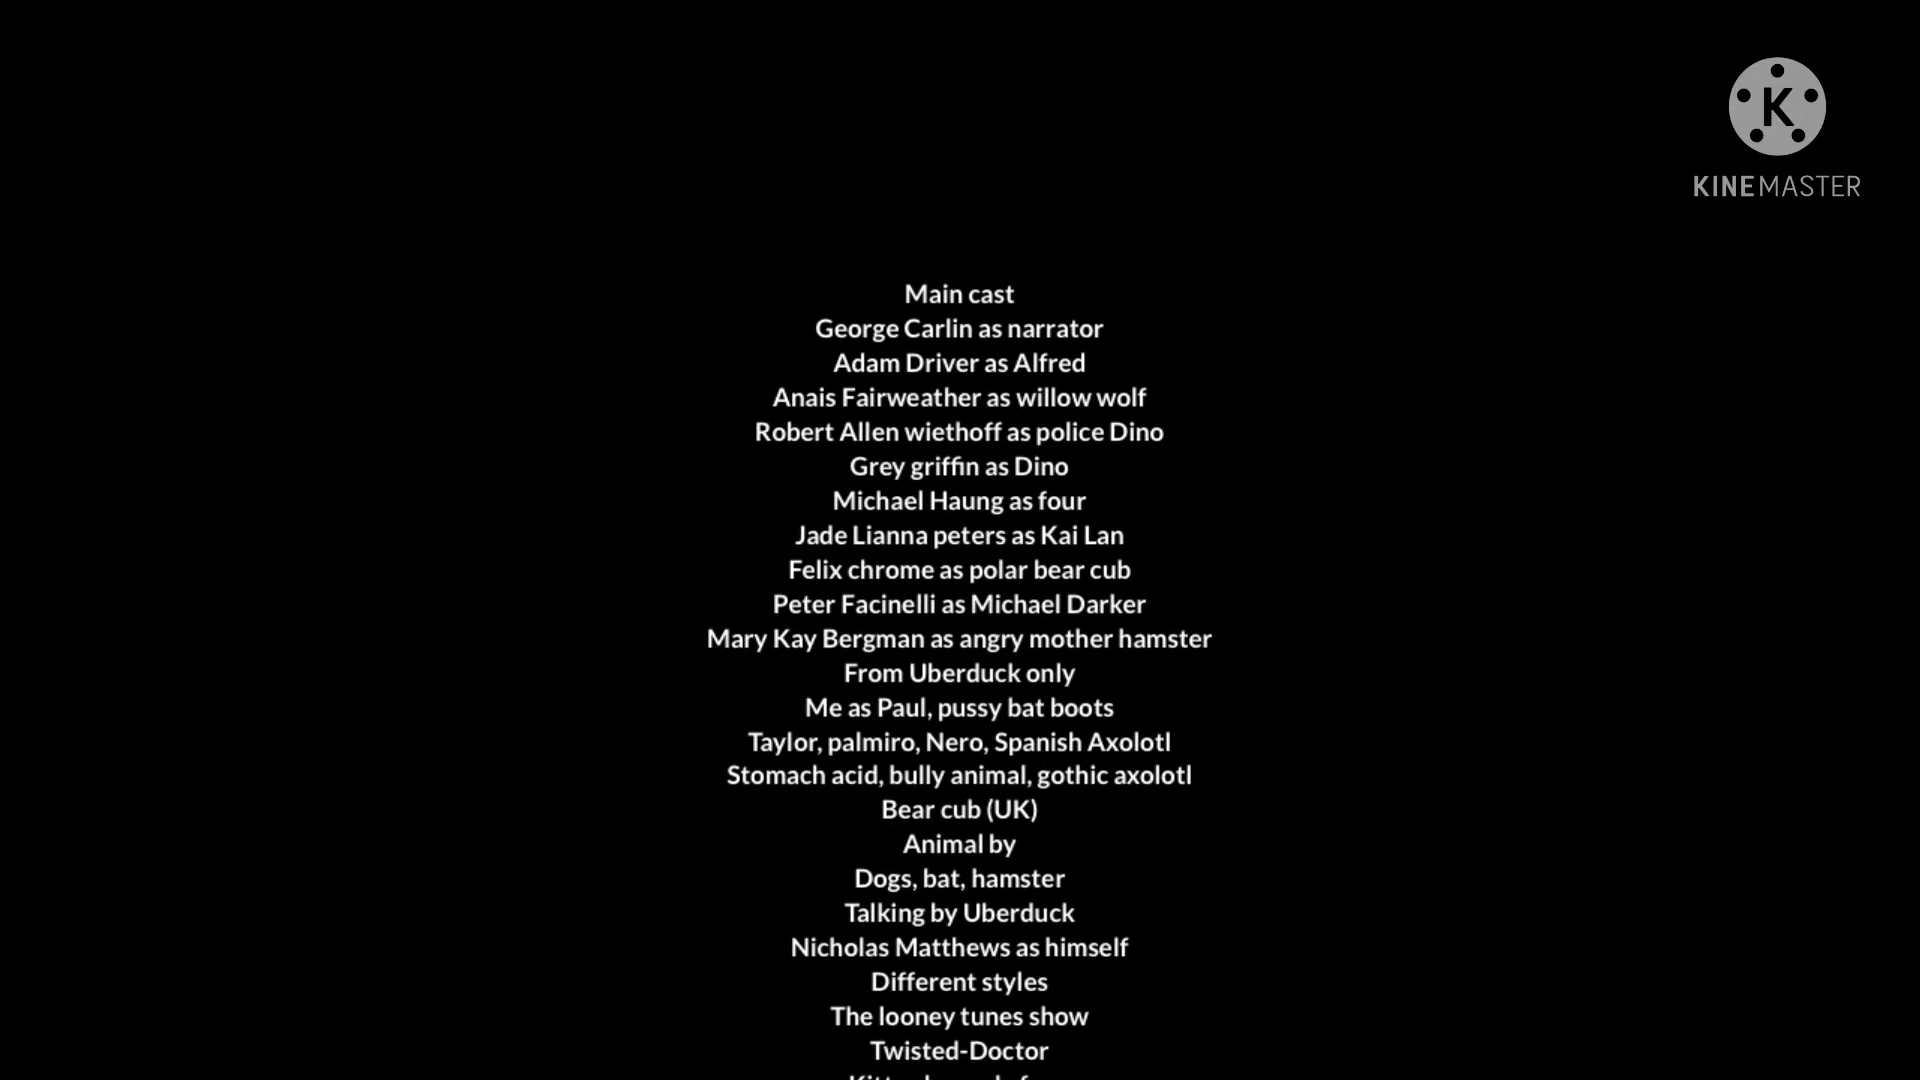 K
KINEMASTER
Main cast
George Carlin as narrator
Adam Driver as Alfred
Anais Fairweather as willow wolf
Robert Allen wiethoff as police Dino
Grey griffin as Dino
Michael Haung as four
Jade Lianna peters as Kai Lan
Felix chrome as polar bear cub
Peter Facinelli as Michael Darker
Mary Kay Bergman as angry mother hamster
From Uberduck only
Me as Paul, pussy bat boots
Taylor, palmiro, Nero, Spanish Axolotl
Stomach acid, bully animal, gothic axolotl
Bear cub (UK)
Animal by
Dogs, bat, hamster
Talking by Uberduck
Nicholas Matthews as himself
Different styles
The looney tunes show
Twisted-Doctor